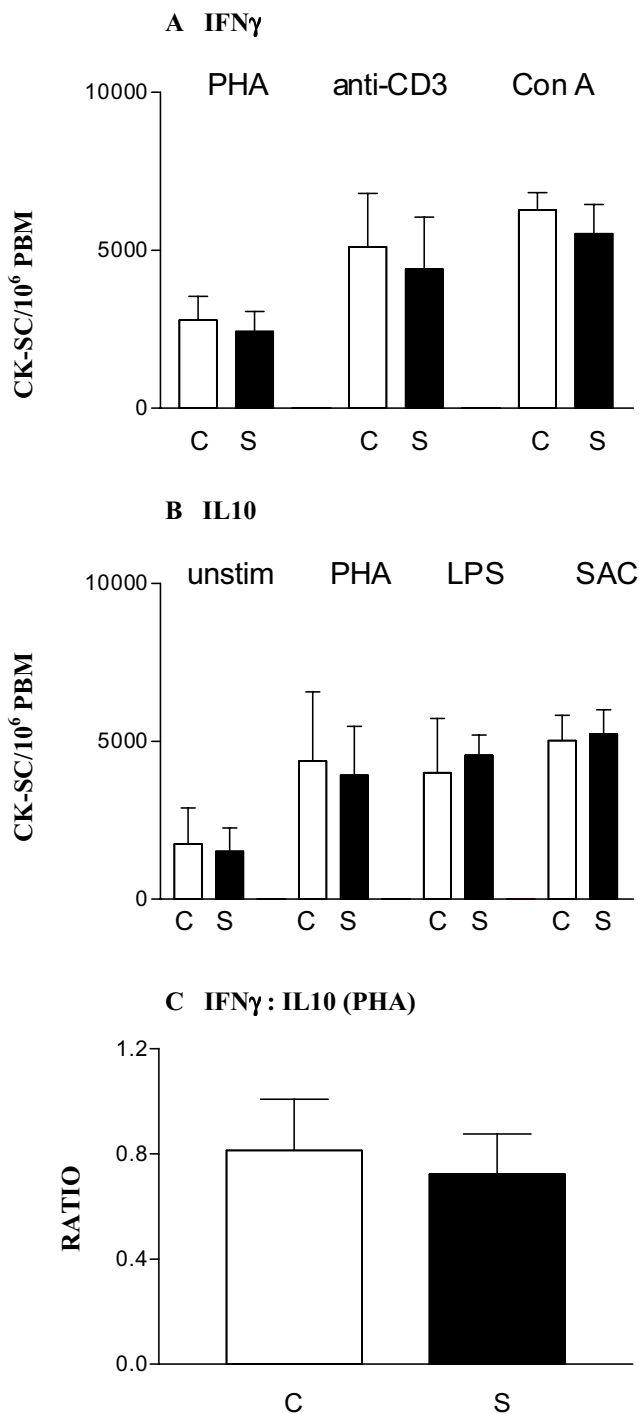 A IFNγ
PHA anti-CD3 Con A
10000
5000
0
CK-SC/10⁶ PBM
C S C S C S
B IL10
unstim PHA LPS SAC
10000
5000
0
CK-SC/10⁶ PBM
C S C S C S C S
C IFNγ : IL10 (PHA)
1.2
0.8
0.4
0.0
RATIO
C S